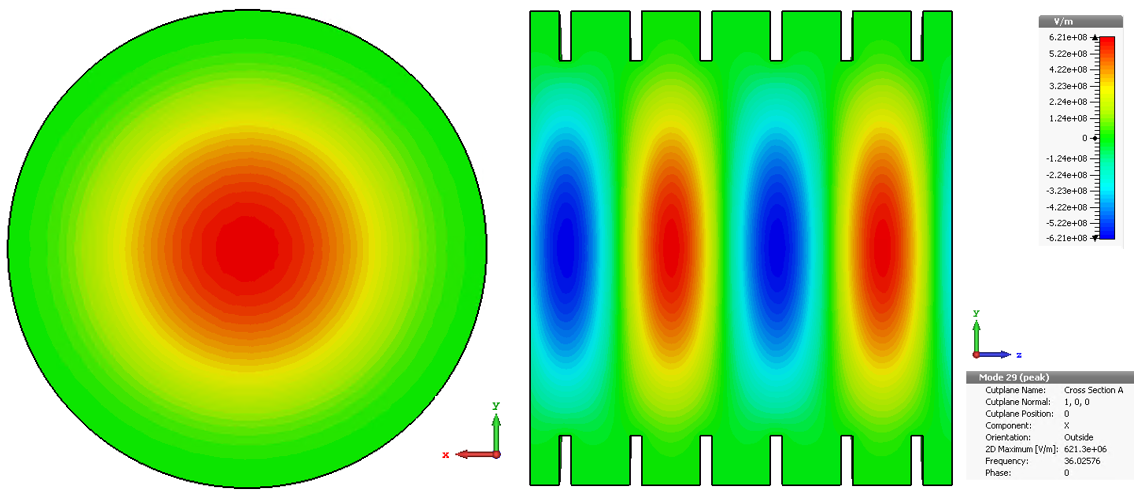 V/m
6.21e+08
5.22e+08
4.22e+08
3.23e+08
2.24e+08
1.24e+08
0
-1.24e+08
-2.24e+08
-3.23e+08
-4.22e+08
-5.22e+08
-6.21e+08
y
x
y
z
Mode 29 (peak)
Cutplane Name: Cross Section A
Cutplane Normal: 1, 0, 0
Cutplane Position: 0
Component: X
Orientation: Outside
2D Maximum [V/m]: 621.3e+06
Frequency: 36.02576
Phase: 0